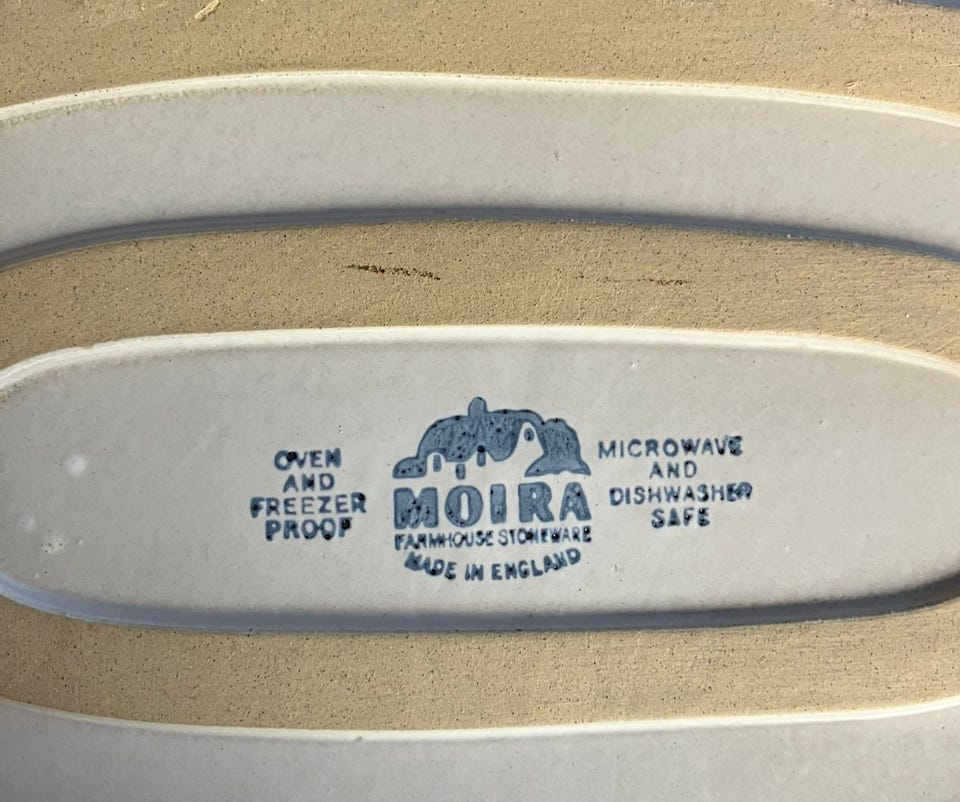 OVEN
AND
FREEZER
PROOF
MOIRA
FARMHOUSE STONEWARE
MADE IN ENGLAND
MICROWAVE
AND
DISHWASHER
SAFE